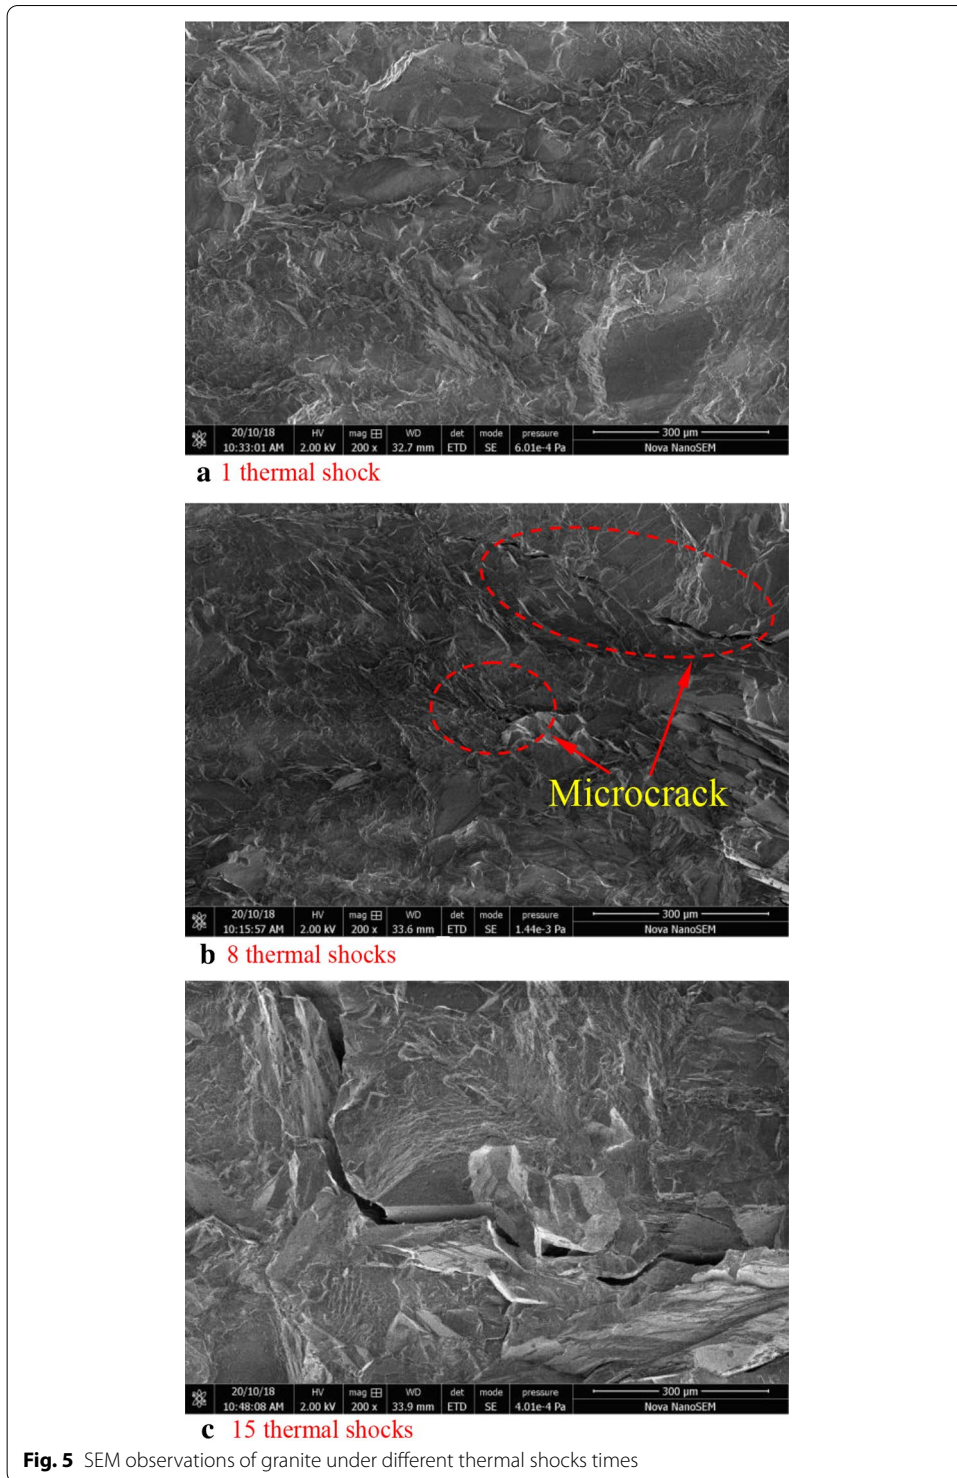 20/10/18 HV mag WD det mode pressure 300 µm
10:33:01 AM 2.00 kV 200 x 32.7 mm ETD SE 6.01e-4 Pa Nova NanoSEM
a 1 thermal shock
Microcrack
20/10/18 HV mag WD det mode pressure 300 µm
10:15:57 AM 2.00 kV 200 x 33.6 mm ETD SE 1.44e-3 Pa Nova NanoSEM
b 8 thermal shocks
20/10/18 HV mag WD det mode pressure 300 µm
10:48:08 AM 2.00 kV 200 x 33.9 mm ETD SE 4.01e-4 Pa Nova NanoSEM
c 15 thermal shocks
Fig. 5 SEM observations of granite under different thermal shocks times